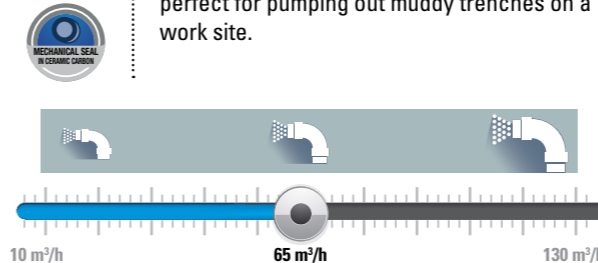 perfect for pumping out muddy trenches on a
work site.
MECHANICAL SEAL
IN CERAMIC CARBON
10 m³/h
65 m³/h
130 m³/h